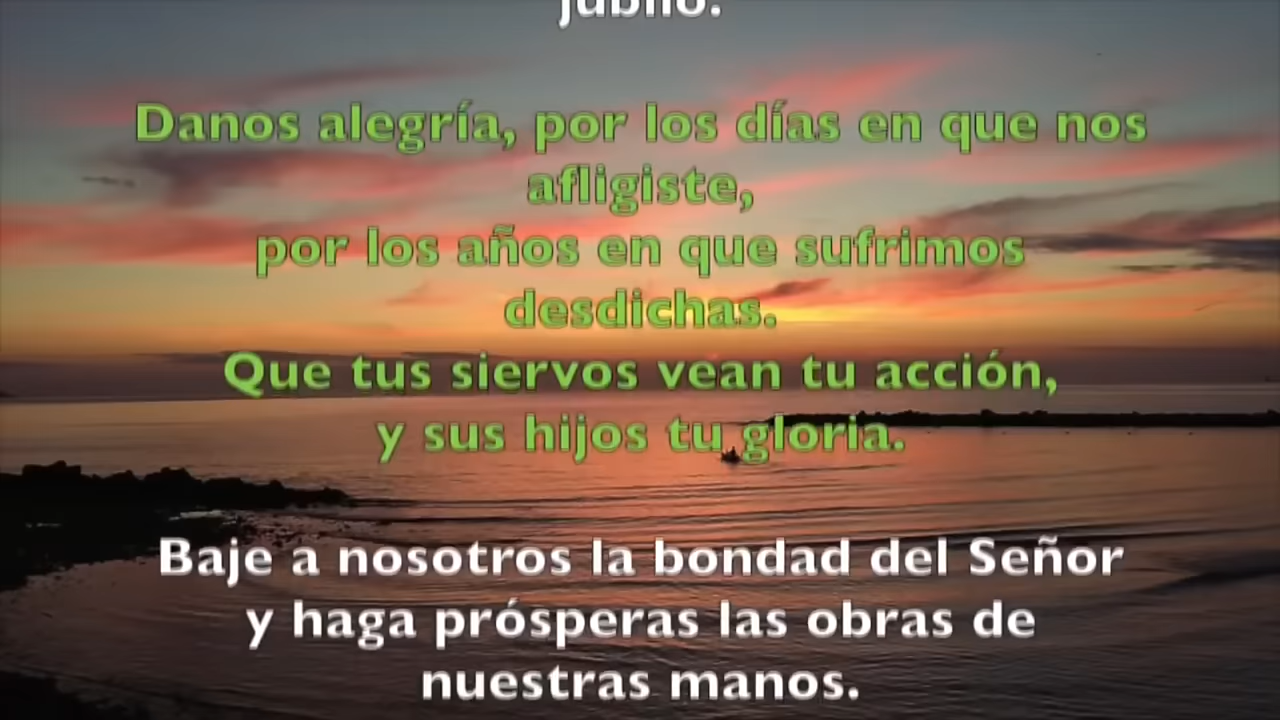 júbilo.
Danos alegría, por los días en que nos
afligiste,
por los años en que sufrimos
desdichas.
Que tus siervos vean tu acción,
y sus hijos tu gloria.
Baje a nosotros la bondad del Señor
y haga prósperas las obras de
nuestras manos.